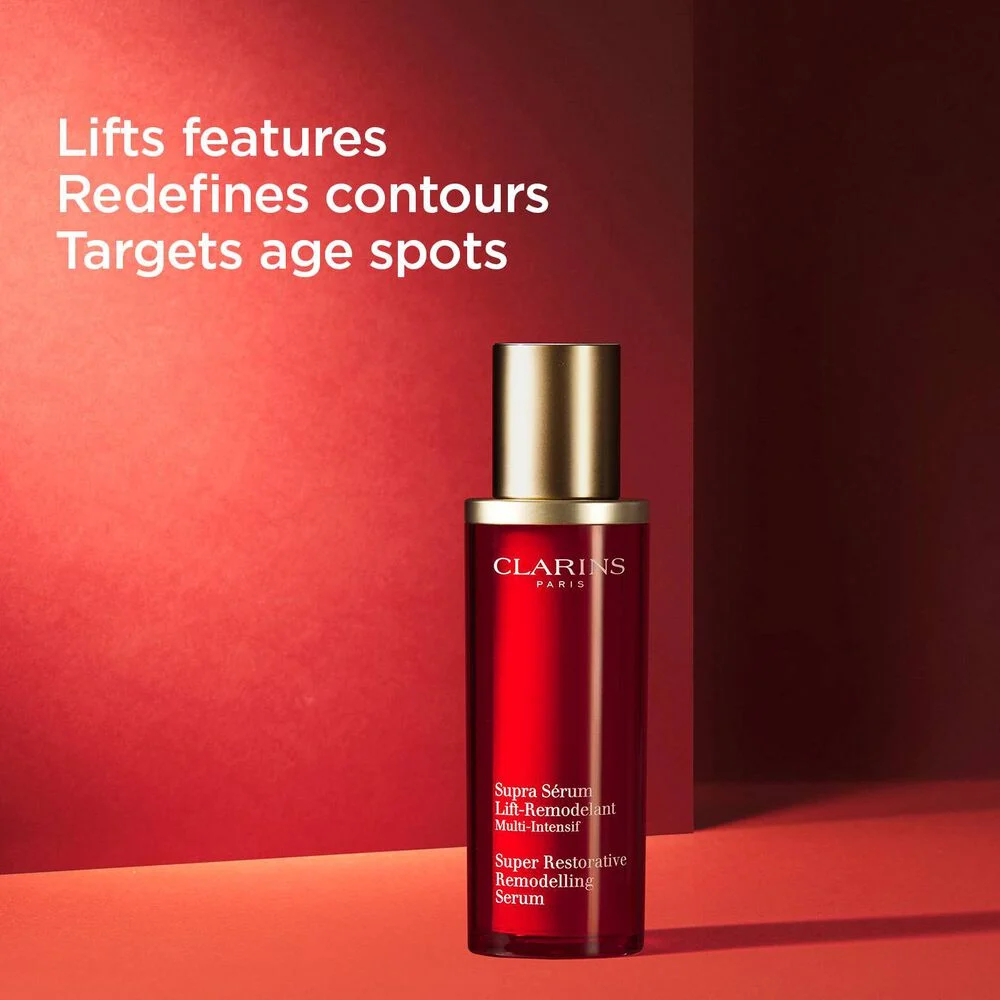 Lifts features
Redefines contours
Targets age spots
CLARINS
PARIS
Supra Sérum
Lift-Remodelant
Multi-Intensif
Super Restorative
Remodelling
Serum